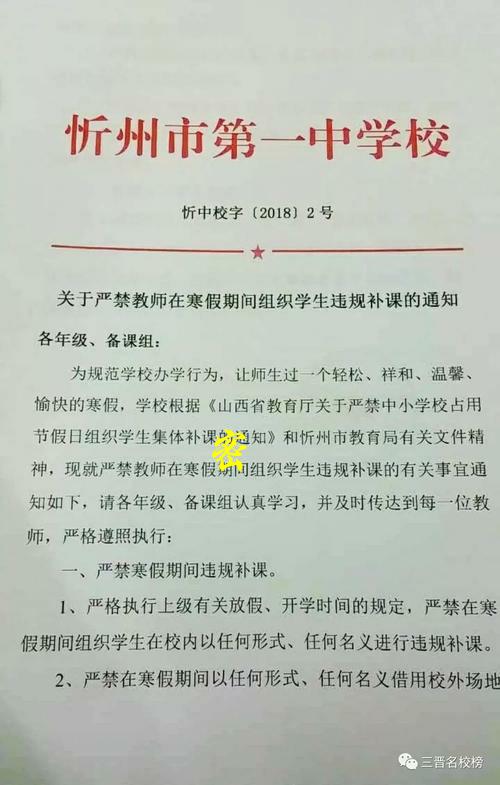 忻州市第一中学校
忻中校字〔2018〕2号
关于严禁教师在寒假期间组织学生违规补课的通知
各年级、备课组：
为规范学校办学行为，让师生过一个轻松、祥和、温馨、
愉快的寒假，学校根据《山西省教育厅关于严禁中小学校占用
节假日组织学生集体补课的通知》和忻州市教育局有关文件精
密
神，现就严禁教师在寒假期间组织学生违规补课的有关事宜通
知如下，请各年级、备课组认真学习，并及时传达到每一位教
师，严格遵照执行：
一、严禁寒假期间违规补课。
1、严格执行上级有关放假、开学时间的规定，严禁在寒
假期间组织学生在校内以任何形式、任何名义进行违规补课。
2、严禁在寒假期间以任何形式、任何名义借用校外场地
三晋名校榜